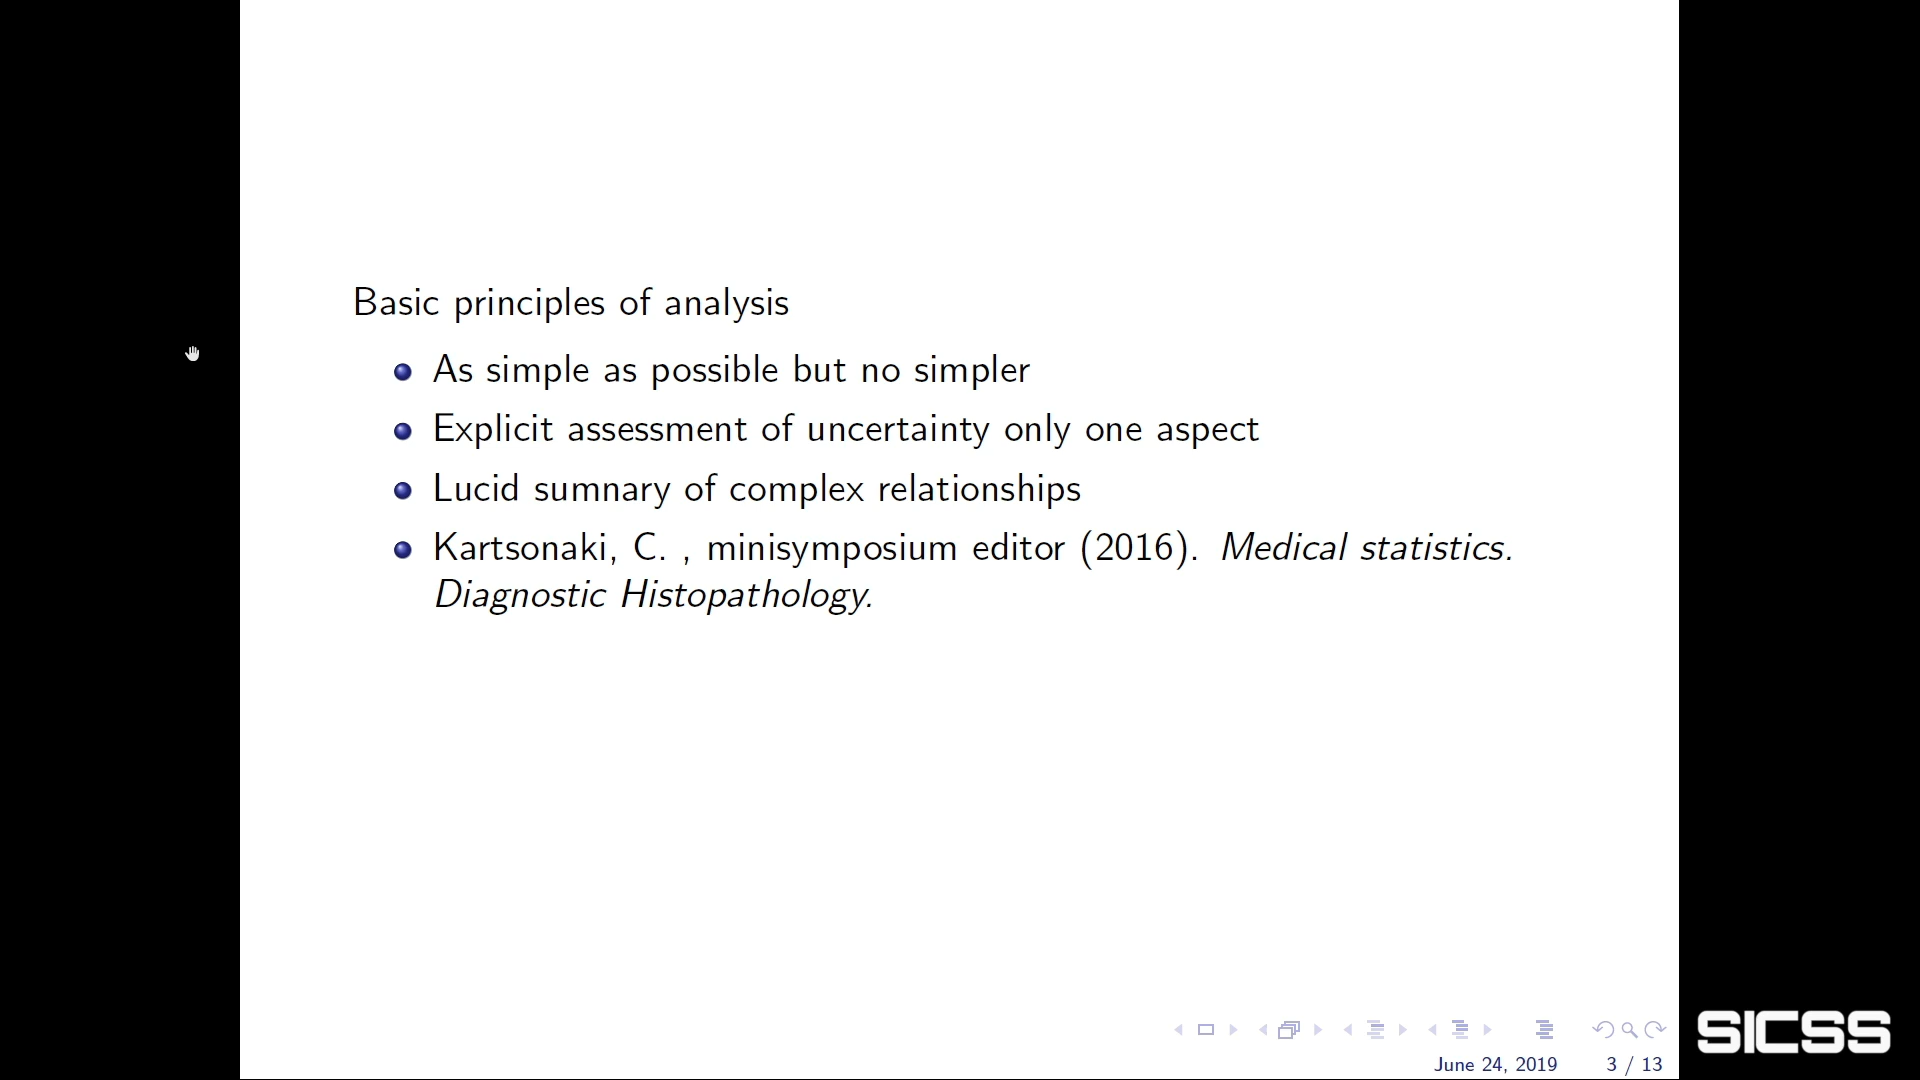 Basic principles of analysis
As simple as possible but no simpler
Explicit assessment of uncertainty only one aspect
Lucid sumnary of complex relationships
Kartsonaki, C. , minisymposium editor (2016). Medical statistics.
Diagnostic Histopathology.
June 24, 2019 3 / 13
SICSS